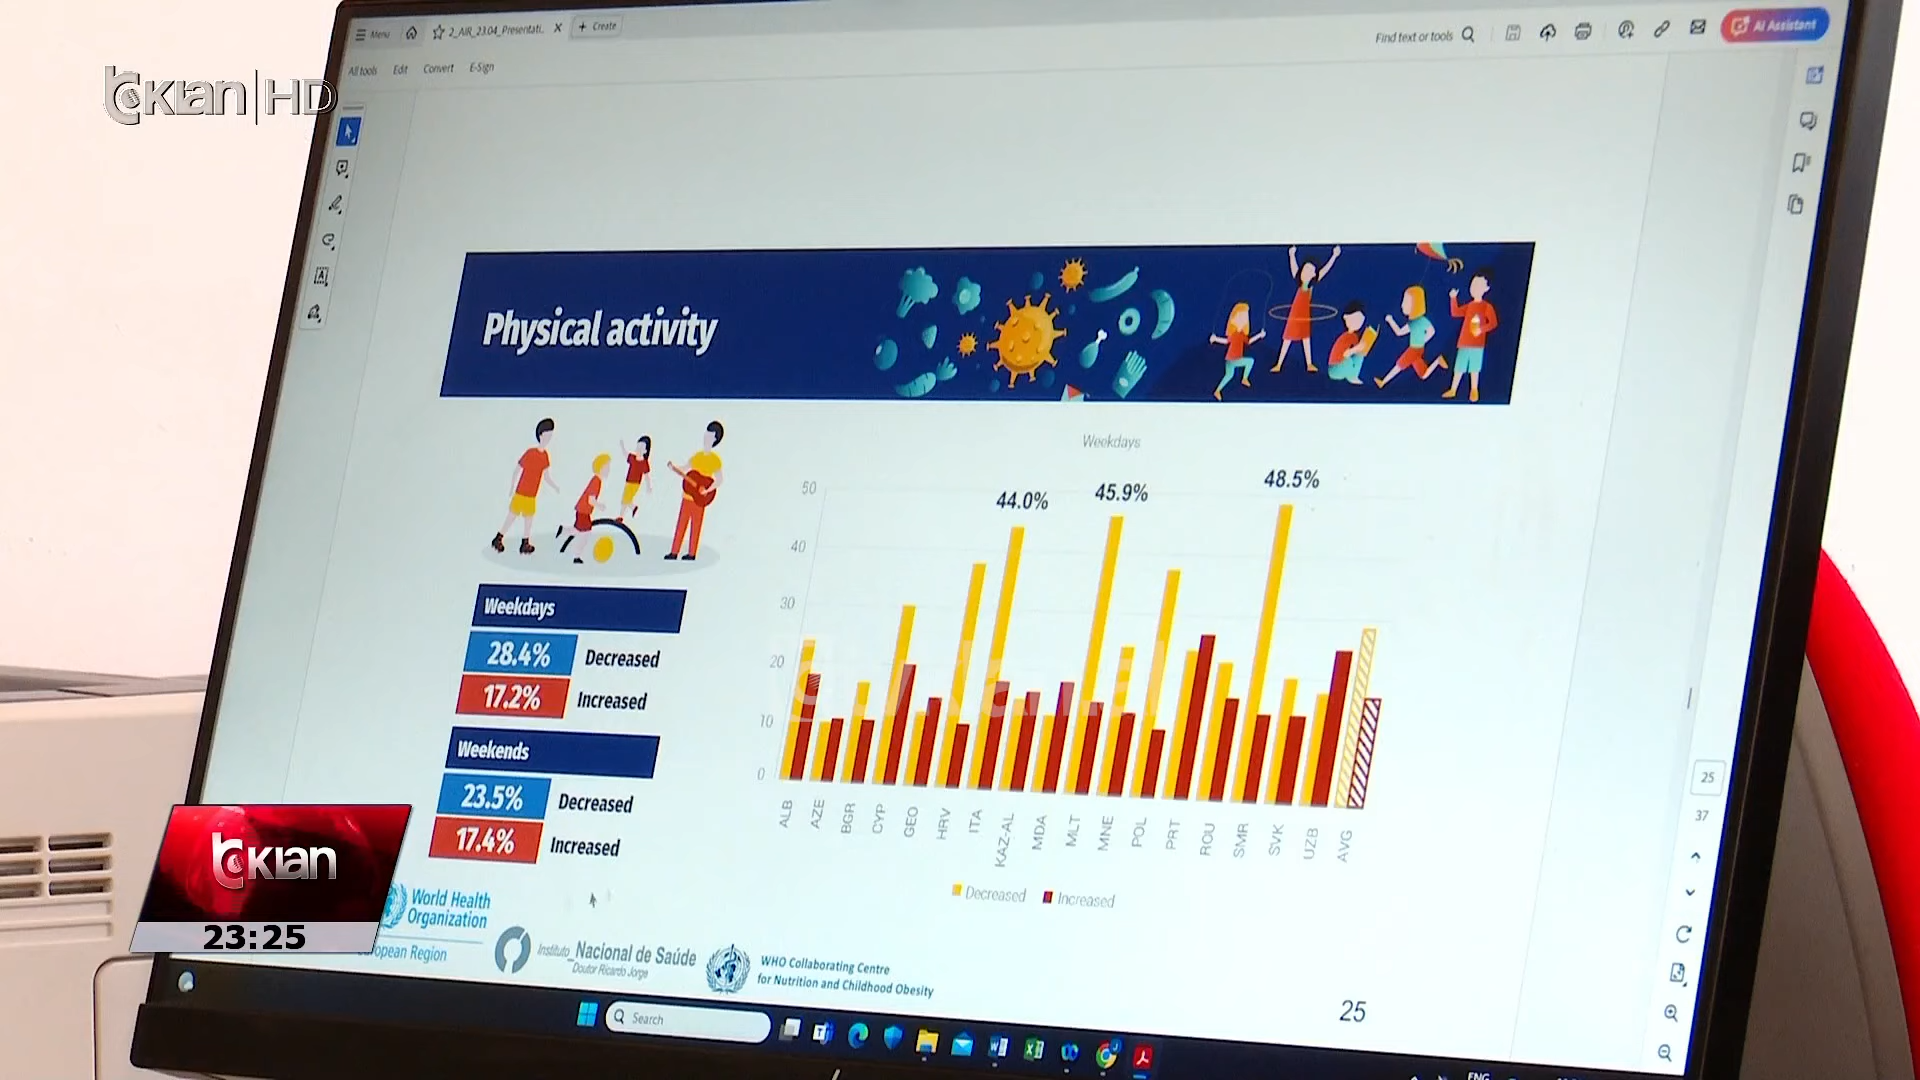 Menu
2_AIR_23.04_Presentati...
Create
Find text or tools
AI Assistant
All tools
Edit
Convert
E-Sign
klan HD
Physical activity
Weekdays
28.4% Decreased
17.2% Increased
Weekends
23.5% Decreased
17.4% Increased
Weekdays
50
40
30
20
10
0
44.0%
45.9%
48.5%
ALB
AZE
BGR
CYP
GEO
HRV
ITA
KAZ-AL
MDA
MLT
MNE
POL
PRT
ROU
SMR
SVK
UZB
AVG
Decreased
Increased
25
37
klan
23:25
World Health
Organization
European Region
Instituto_Nacional de Saúde
Doutor Ricardo Jorge
WHO Collaborating Centre
for Nutrition and Childhood Obesity
25
Search
ENG